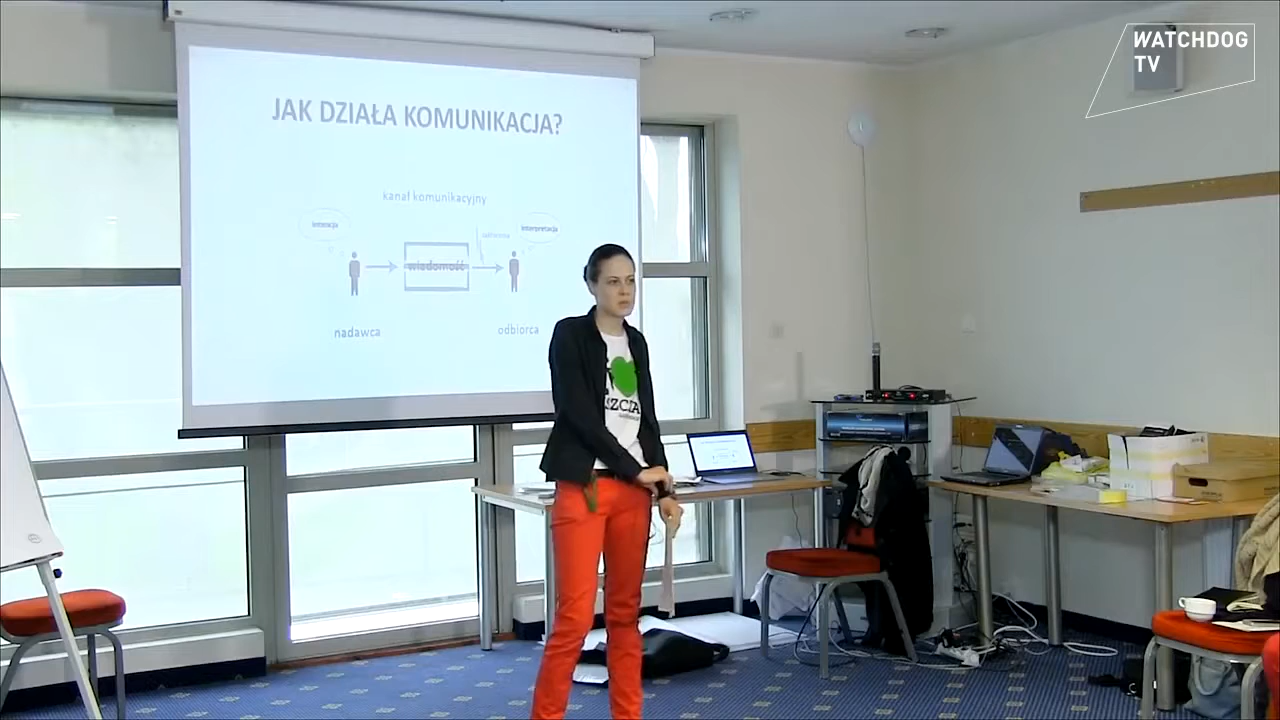 WATCHDOG
TV
JAK DZIAŁA KOMUNIKACJA?
kanał komunikacyjny
intencja
interpretacja
wiadomość
nadawca
odbiorca